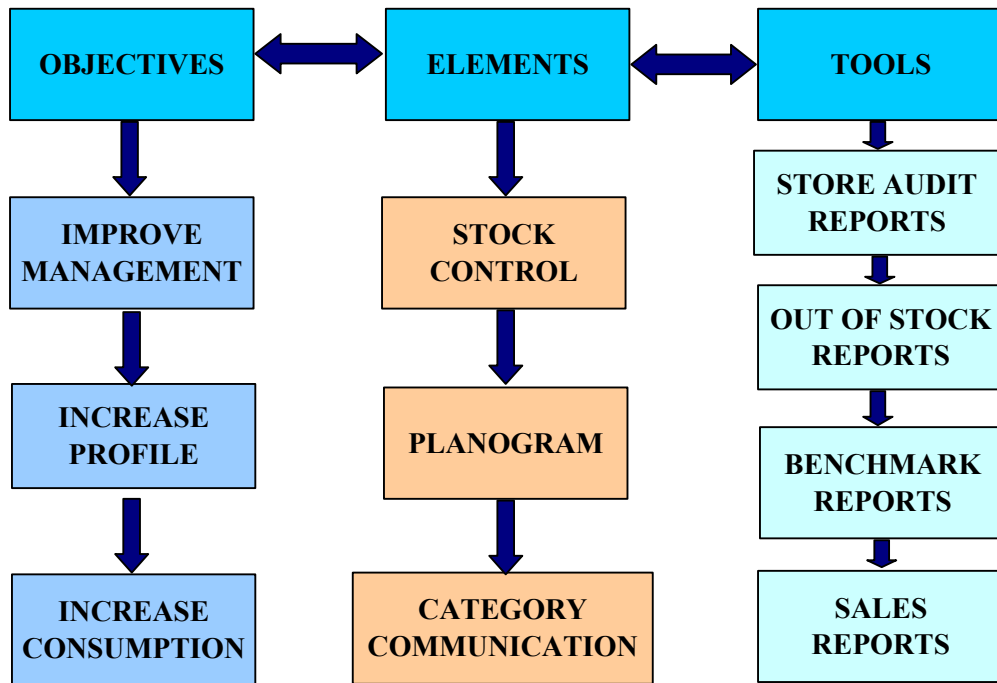 OBJECTIVES
ELEMENTS
TOOLS
IMPROVE
MANAGEMENT
INCREASE
PROFILE
INCREASE
CONSUMPTION
STOCK
CONTROL
PLANOGRAM
CATEGORY
COMMUNICATION
STORE AUDIT
REPORTS
OUT OF STOCK
REPORTS
BENCHMARK
REPORTS
SALES
REPORTS